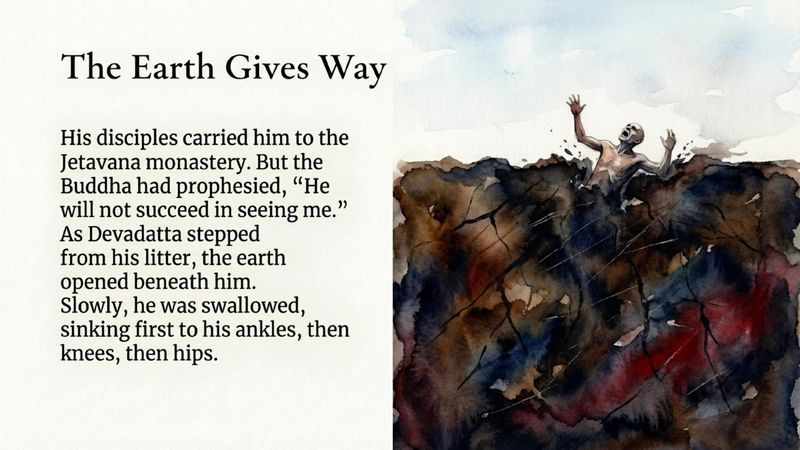 The Earth Gives Way
His disciples carried him to the
Jetavana monastery. But the
Buddha had prophesied, “He
will not succeed in seeing me.”
As Devadatta stepped
from his litter, the earth
opened beneath him.
Slowly, he was swallowed,
sinking first to his ankles, then
knees, then hips.